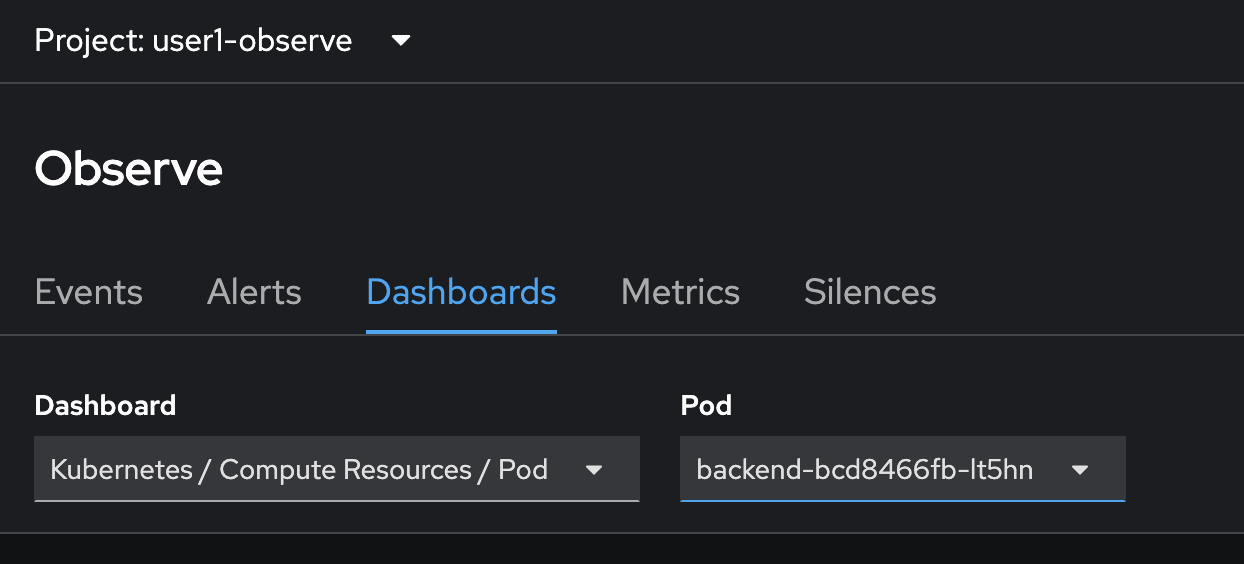 Project: user1-observe
Observe
Events Alerts Dashboards Metrics Silences
Dashboard Pod
Kubernetes / Compute Resources / Pod backend-bcd8466fb-lt5hn